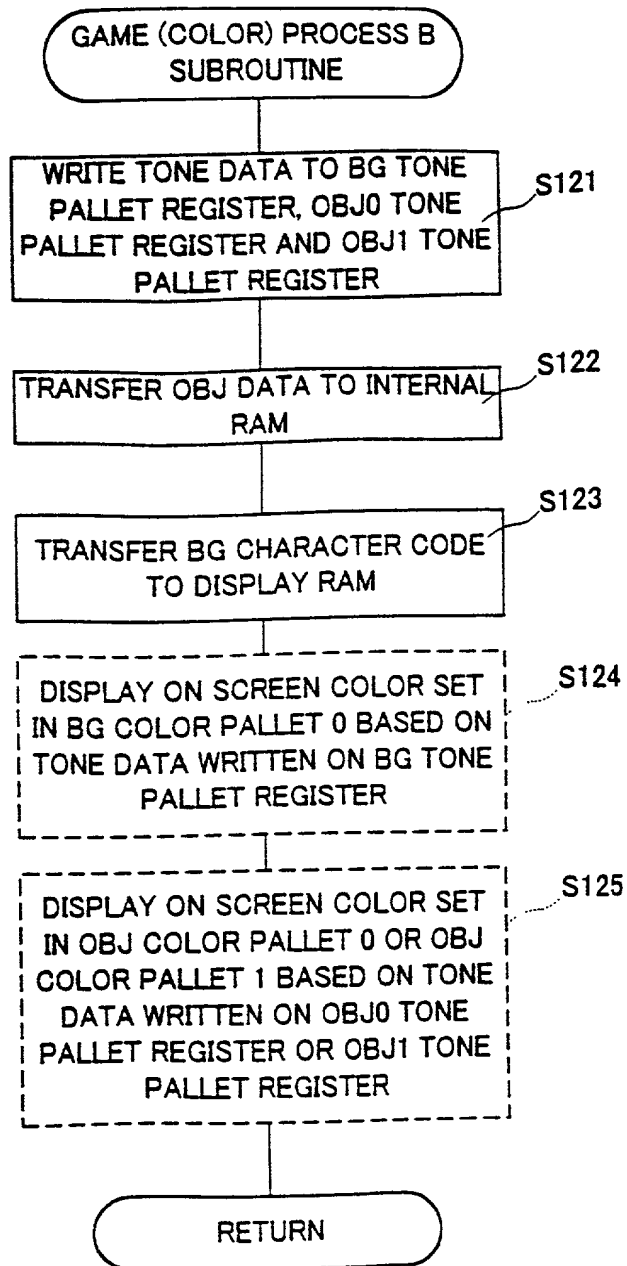 GAME (COLOR) PROCESS B
SUBROUTINE
WRITE TONE DATA TO BG TONE
PALLET REGISTER, OBJ0 TONE
PALLET REGISTER AND OBJ1 TONE
PALLET REGISTER
S121
TRANSFER OBJ DATA TO INTERNAL
RAM
S122
TRANSFER BG CHARACTER CODE
TO DISPLAY RAM
S123
DISPLAY ON SCREEN COLOR SET
IN BG COLOR PALLET 0 BASED ON
TONE DATA WRITTEN ON BG TONE
PALLET REGISTER
S124
DISPLAY ON SCREEN COLOR SET
IN OBJ COLOR PALLET 0 OR OBJ
COLOR PALLET 1 BASED ON TONE
DATA WRITTEN ON OBJ0 TONE
PALLET REGISTER OR OBJ1 TONE
PALLET REGISTER
S125
RETURN